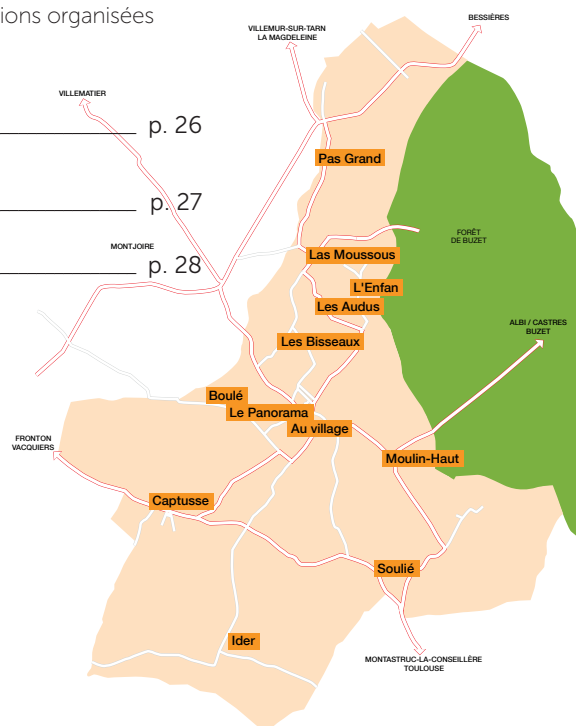 ions organisées
BESSIÈRES
VILLEMUR-SUR-TARN
LA MAGDELEINE
VILLEMATIER
p. 26
Pas Grand
p. 27
FORÊT
DE BUZET
MONTJOIRE
Las Moussous
p. 28
L'Enfan
Les Audus
ALBI / CASTRES
BUZET
Les Bisseaux
Boulé
Le Panorama
Au village
FRONTON
VACQUIERS
Moulin-Haut
Captusse
Soulié
Ider
MONTASTRUC-LA-CONSEILLÈRE
TOULOUSE